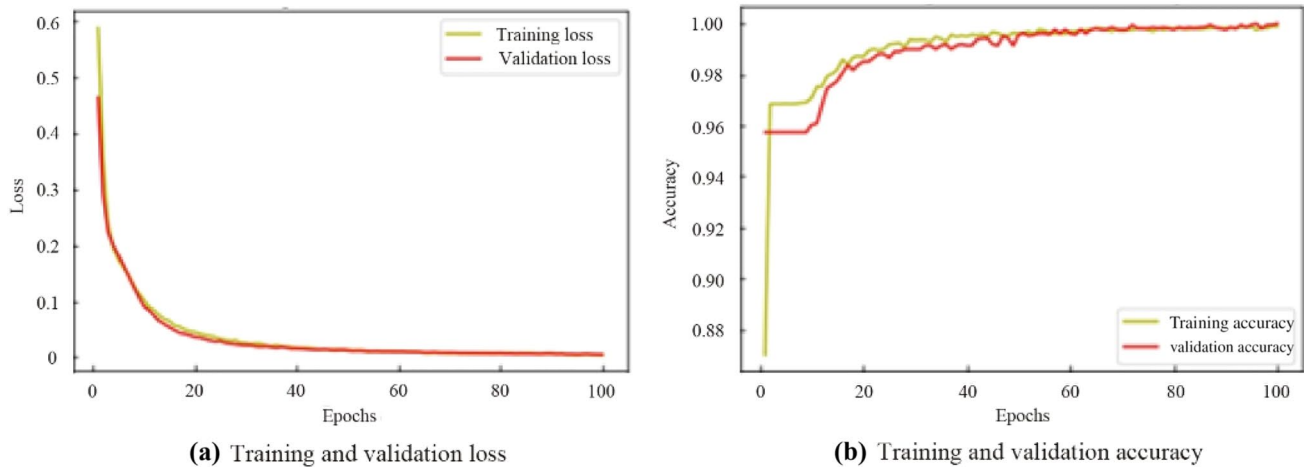 0.6
0.5
0.4
0.3
0.2
0.1
0
Loss
Training loss
Validation loss
0 20 40 60 80 100
Epochs
(a) Training and validation loss
1.00
0.98
0.96
0.94
0.92
0.90
0.88
Accuracy
Training accuracy
validation accuracy
0 20 40 60 80 100
Epochs
(b) Training and validation accuracy